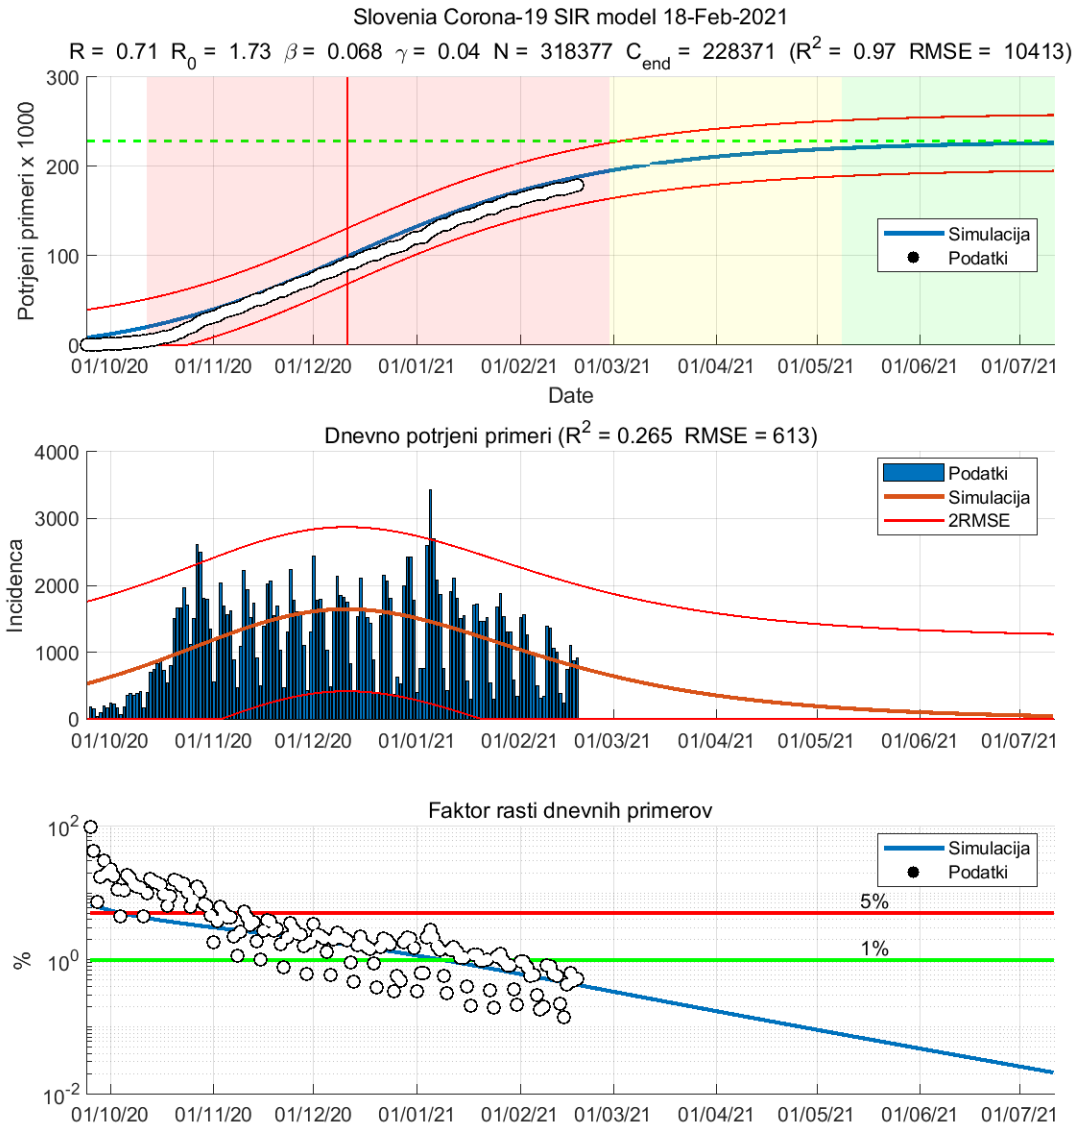 Slovenia Corona-19 SIR model 18-Feb-2021
R = 0.71 R0 = 1.73 β = 0.068 γ = 0.04 N = 318377 Cend = 228371 (R2 = 0.97 RMSE = 10413)
300
200
100
0
Potrjeni primeri x 1000
Simulacija
Podatki
01/10/20 01/11/20 01/12/20 01/01/21 01/02/21 01/03/21 01/04/21 01/05/21 01/06/21 01/07/21
Date
Dnevno potrjeni primeri (R2 = 0.265 RMSE = 613)
4000
3000
2000
1000
0
Incidenca
Podatki
Simulacija
2RMSE
01/10/20 01/11/20 01/12/20 01/01/21 01/02/21 01/03/21 01/04/21 01/05/21 01/06/21 01/07/21
Faktor rasti dnevnih primerov
10^2
10^0
10^-2
%
Simulacija
Podatki
5%
1%
01/10/20 01/11/20 01/12/20 01/01/21 01/02/21 01/03/21 01/04/21 01/05/21 01/06/21 01/07/21